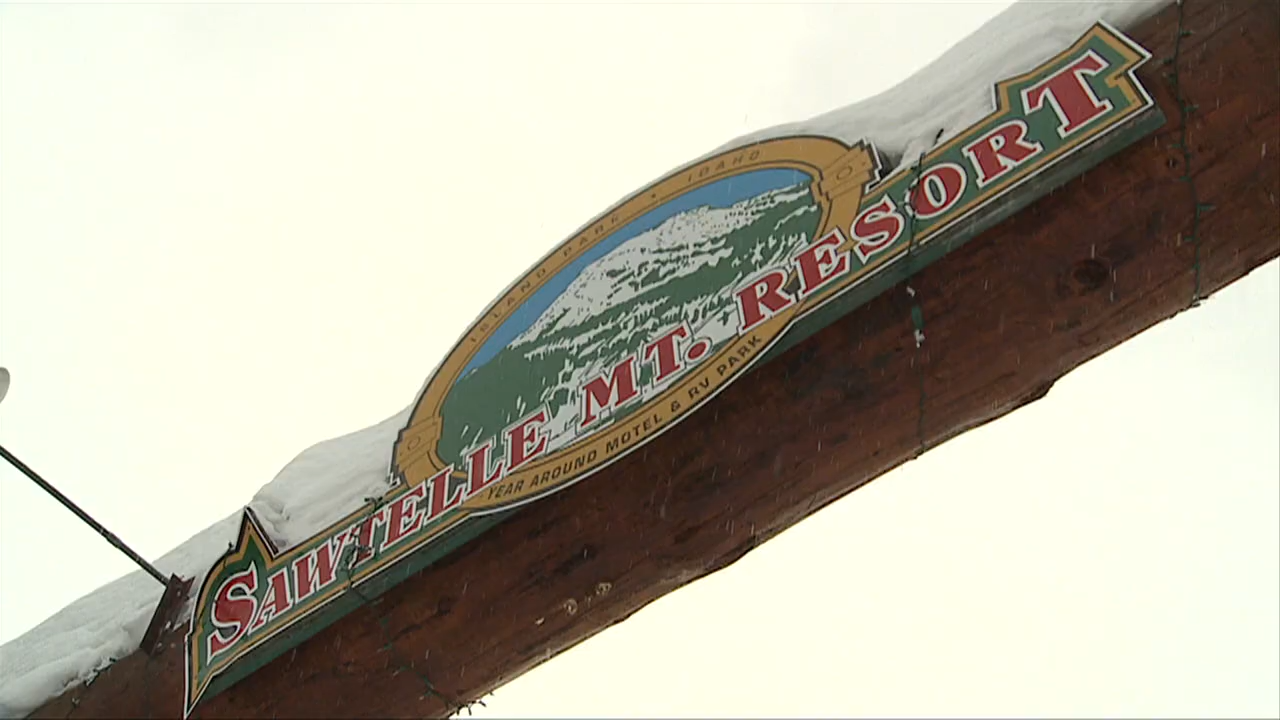 ISLAND PARK • IDAHO
SAWTELLE MT. RESORT
YEAR AROUND MOTEL & RV PARK